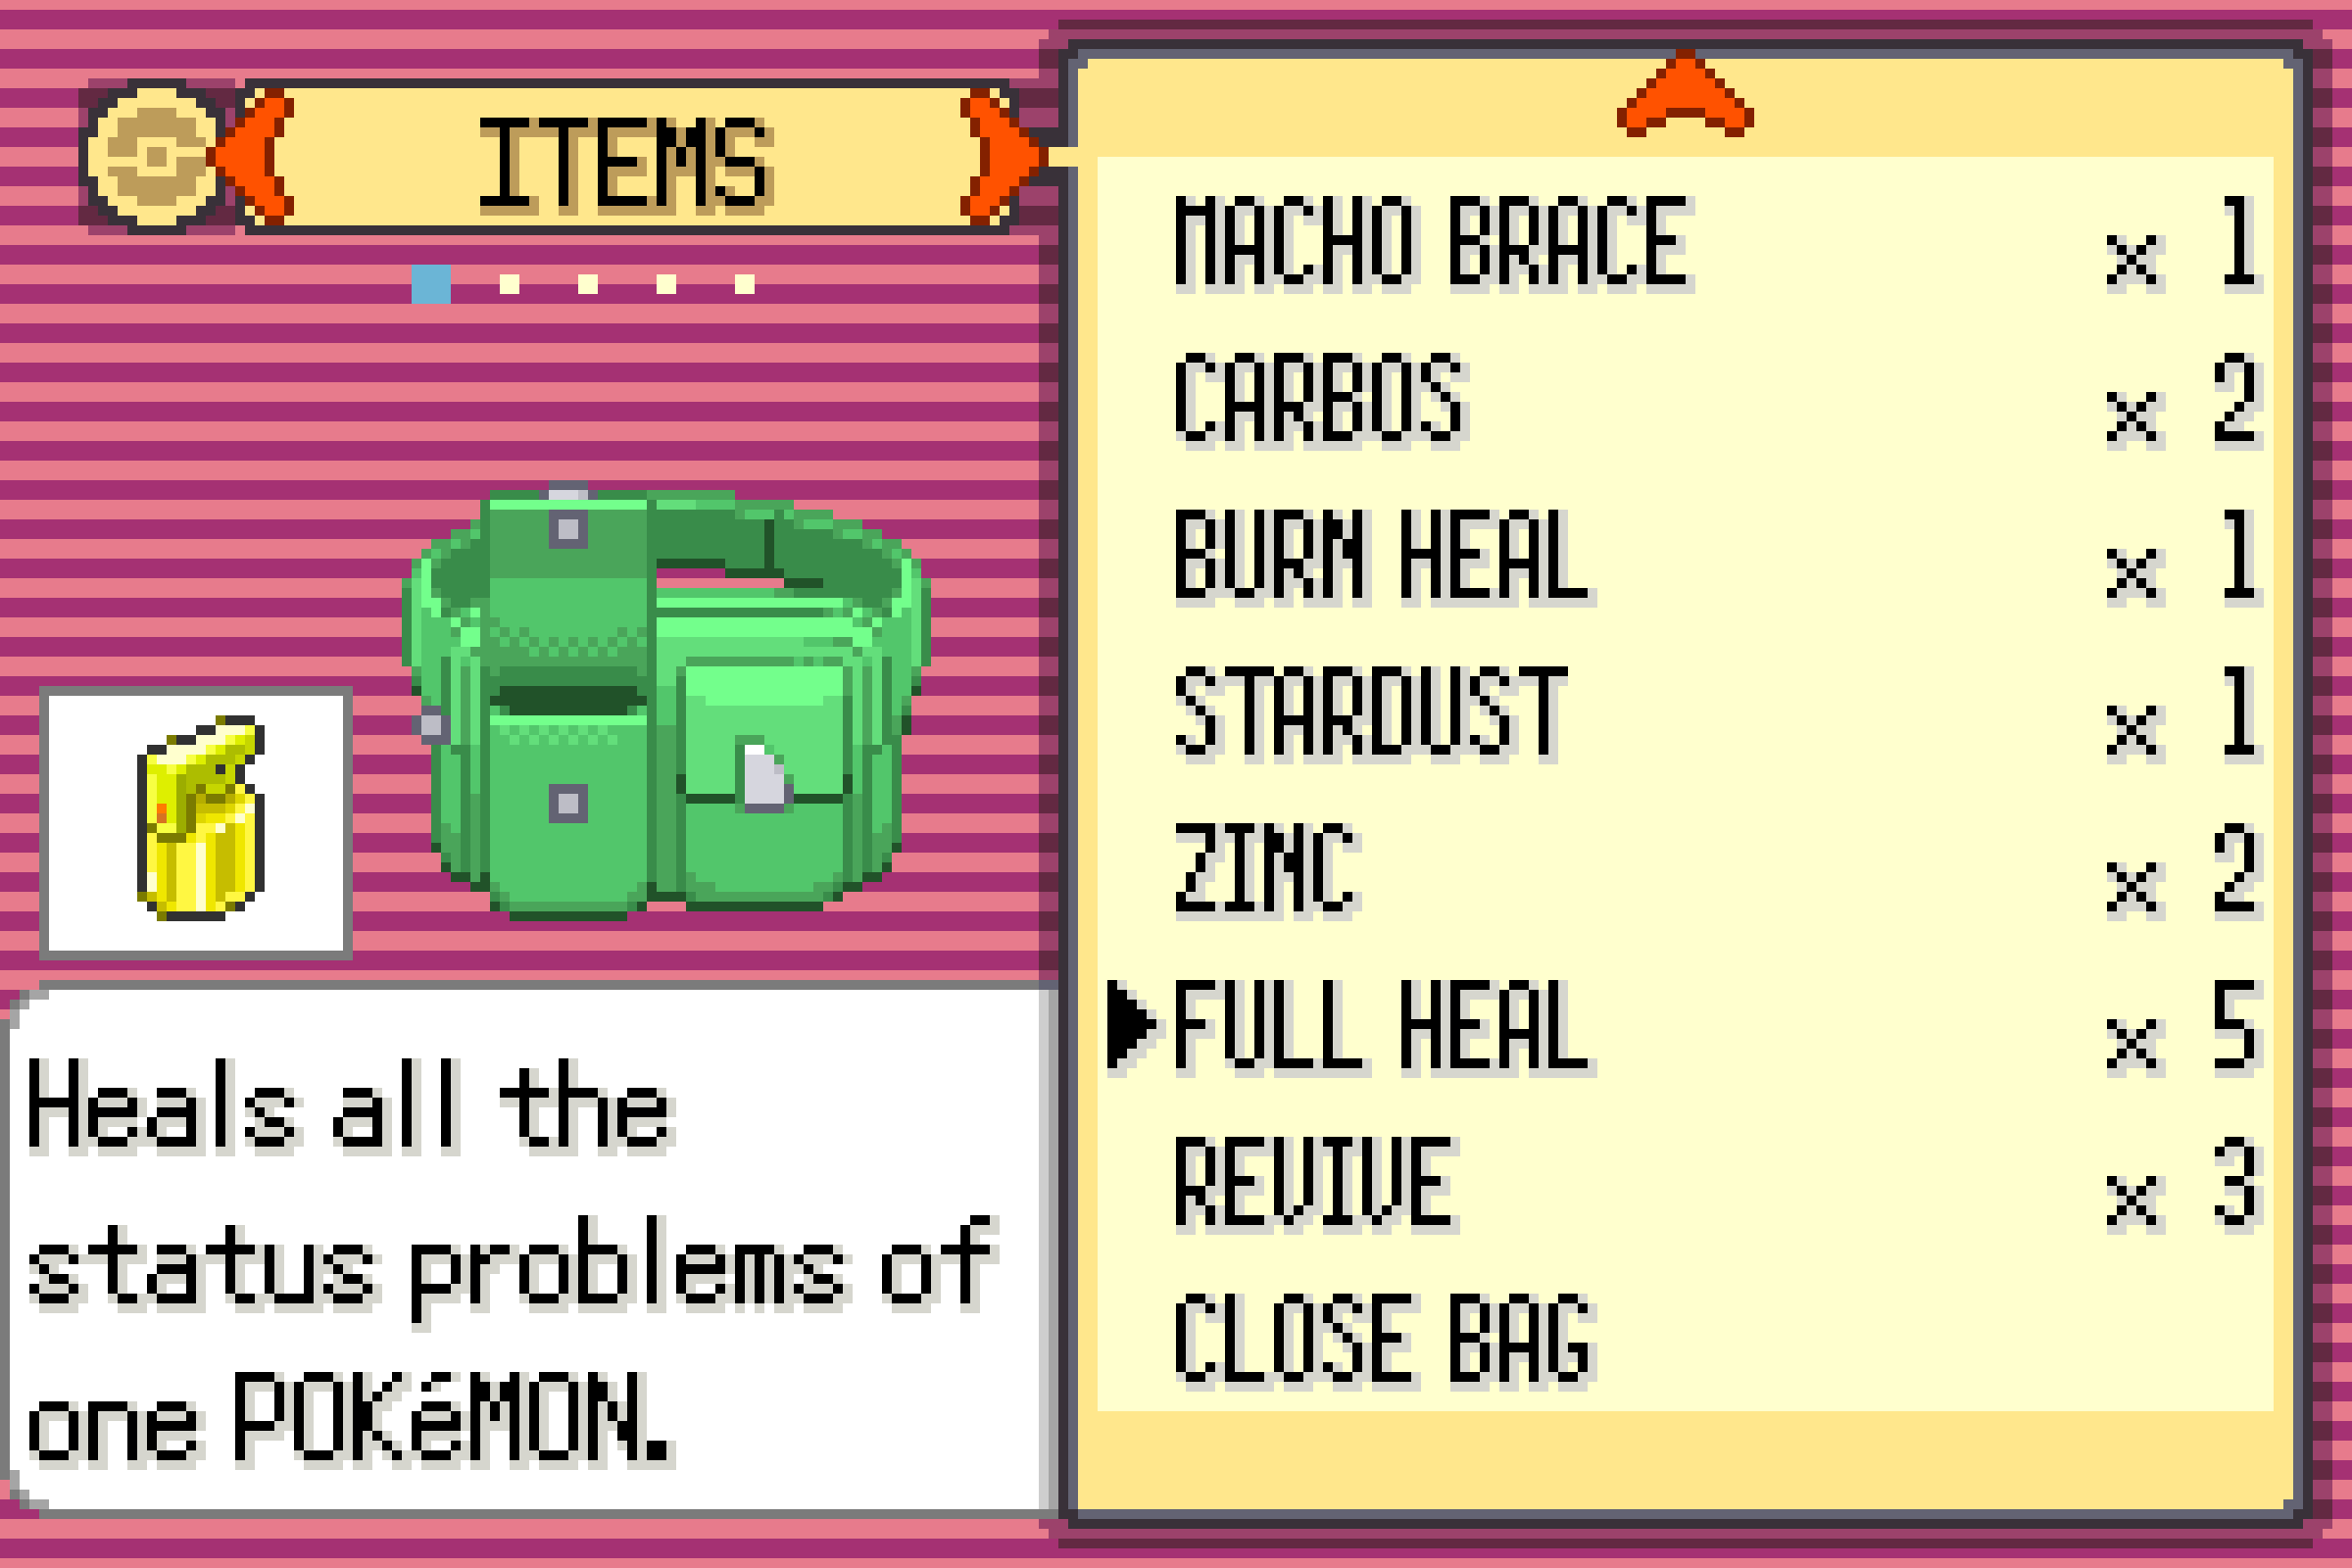 ITEMS
MACHO BRACE × 1
CARBOS × 2
BURN HEAL × 1
STARDUST × 1
ZINC × 2
FULL HEAL × 5
REVIVE × 3
CLOSE BAG
Heals all the
status problems of
one POKéMON.